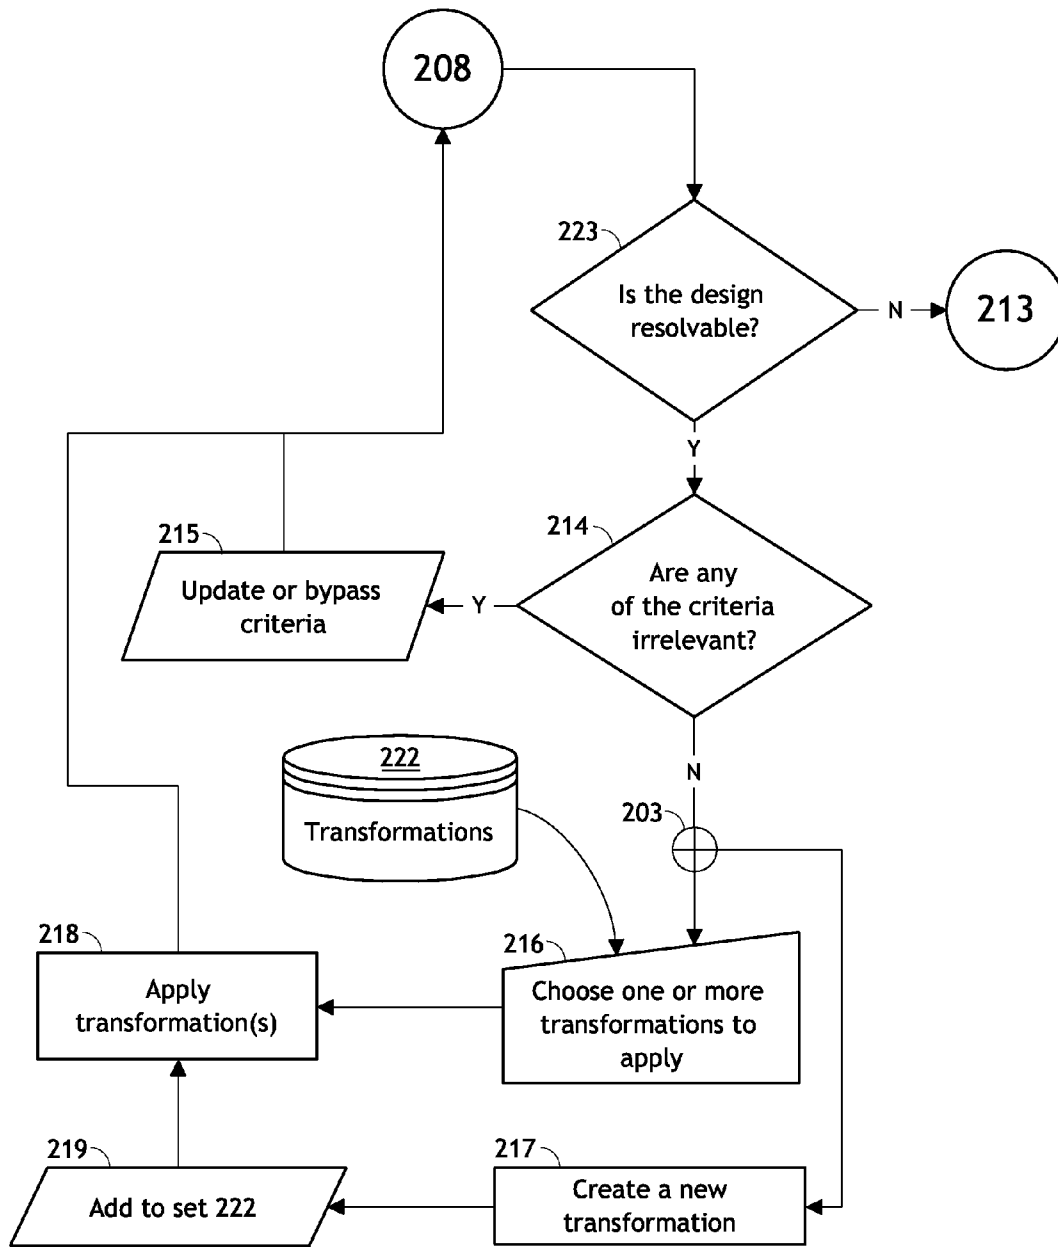 208
223
Is the design
resolvable?
N
213
Y
214
Are any
of the criteria
irrelevant?
215
Update or bypass
criteria
Y
N
222
Transformations
203
218
Apply
transformation(s)
216
Choose one or more
transformations to
apply
219
Add to set 222
217
Create a new
transformation